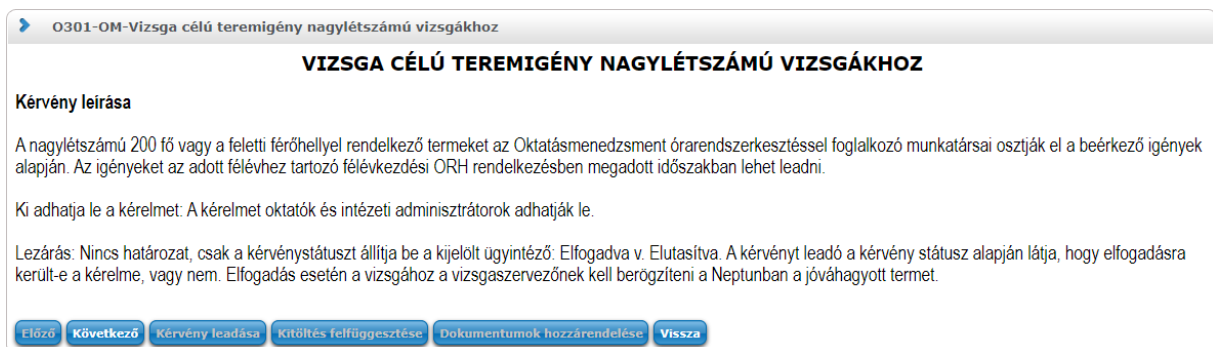 O301-OM-Vizsga célú teremigény nagylétszámú vizsgákhoz
VIZSGA CÉLÚ TEREMIGÉNY NAGYLÉTSZÁMÚ VIZSGÁKHOZ
Kérvény leírása
A nagylétszámú 200 fő vagy a feletti férőhellyel rendelkező termeket az Oktatásmenedzsment órarendszerkesztéssel foglalkozó munkatársai osztják el a beérkező igények
alapján. Az igényeket az adott félévhez tartozó félévkezdési ORH rendelkezésben megadott időszakban lehet leadni.
Ki adhatja le a kérelmet: A kérelmet oktatók és intézeti adminisztrátorok adhatják le.
Lezárás: Nincs határozat, csak a kérvénystátuszt állítja be a kijelölt ügyintéző: Elfogadva v. Elutasítva. A kérvényt leadó a kérvény státusz alapján látja, hogy elfogadásra
került-e a kérelme, vagy nem. Elfogadás esetén a vizsgához a vizsgaszervezőnek kell berögzíteni a Neptunban a jóváhagyott termet.
Előző Következő Kérvény leadása Kitöltés felfüggesztése Dokumentumok hozzárendelése Vissza